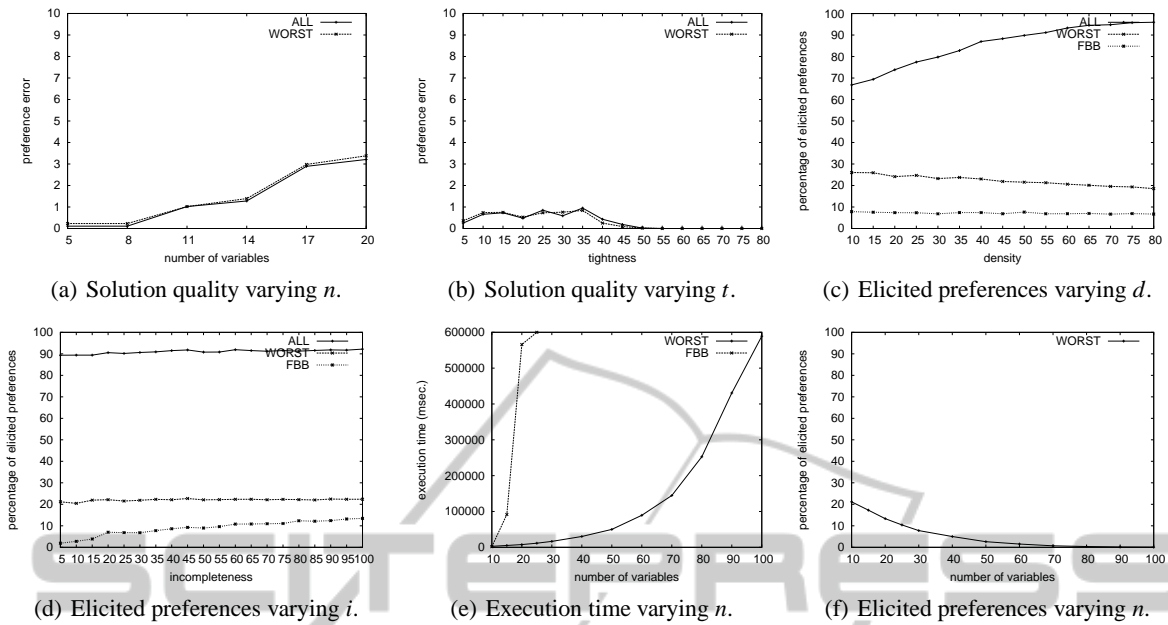 ALL
WORST
preference error
10
9
8
7
6
5
4
3
2
1
0
5 8 11 14 17 20
number of variables
(a) Solution quality varying n.
ALL
WORST
preference error
10
9
8
7
6
5
4
3
2
1
0
5 10 15 20 25 30 35 40 45 50 55 60 65 70 75 80
tightness
(b) Solution quality varying t.
ALL
WORST
FBB
percentage of elicited preferences
100
90
80
70
60
50
40
30
20
10
0
10 15 20 25 30 35 40 45 50 55 60 65 70 75 80
density
(c) Elicited preferences varying d.
ALL
WORST
FBB
percentage of elicited preferences
100
90
80
70
60
50
40
30
20
10
0
5 10 15 20 25 30 35 40 45 50 55 60 65 70 75 80 85 90 95100
incompleteness
(d) Elicited preferences varying i.
WORST
FBB
execution time (msec.)
600000
500000
400000
300000
200000
100000
0
10 20 30 40 50 60 70 80 90 100
number of variables
(e) Execution time varying n.
WORST
percentage of elicited preferences
100
90
80
70
60
50
40
30
20
10
0
10 20 30 40 50 60 70 80 90 100
number of variables
(f) Elicited preferences varying n.
SCITEPRESS